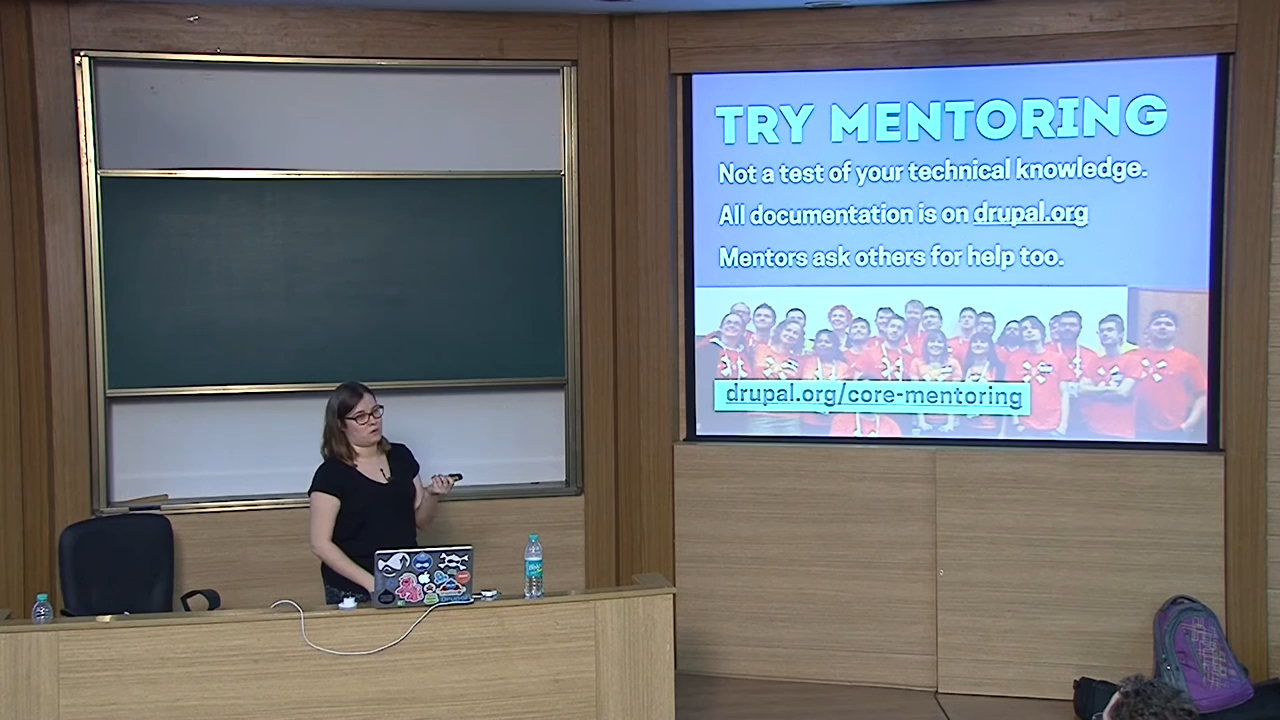 TRY MENTORING
Not a test of your technical knowledge.
All documentation is on drupal.org
Mentors ask others for help too.
drupal.org/core-mentoring